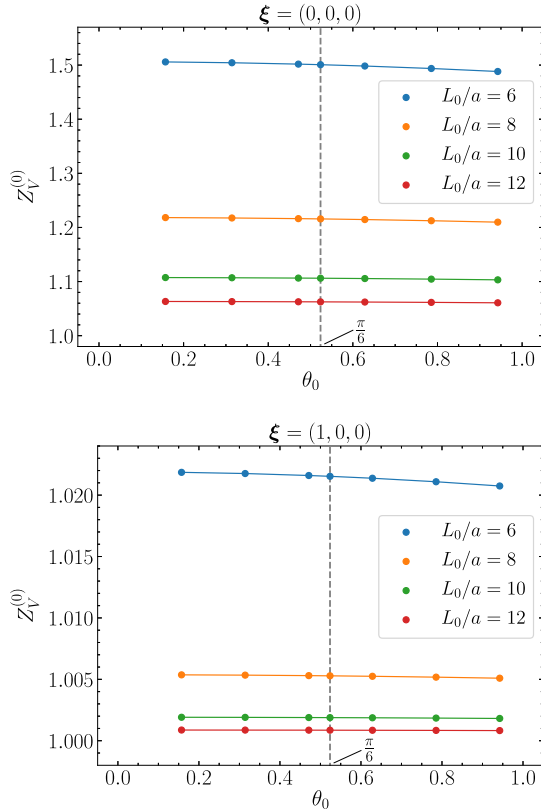 ξ = (0, 0, 0)
1.5
1.4
1.3
1.2
1.1
1.0
Z_V^{(0)}
L_0/a = 6
L_0/a = 8
L_0/a = 10
L_0/a = 12
π/6
0.0 0.2 0.4 0.6 0.8 1.0
θ_0
ξ = (1, 0, 0)
1.020
1.015
1.010
1.005
1.000
Z_V^{(0)}
L_0/a = 6
L_0/a = 8
L_0/a = 10
L_0/a = 12
π/6
0.0 0.2 0.4 0.6 0.8 1.0
θ_0